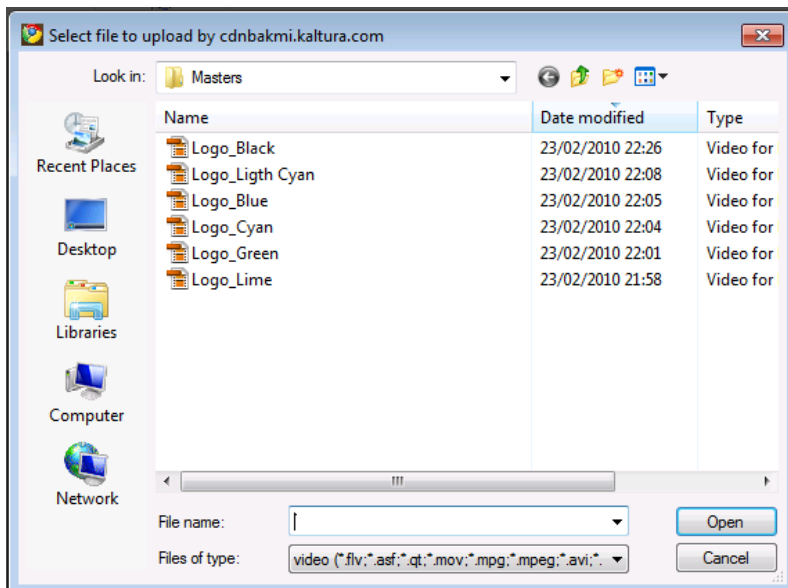 Select file to upload by cdnbakmi.kaltura.com
Look in: Masters
Name Date modified Type
Recent Places
Desktop
Libraries
Computer
Network
Logo_Black 23/02/2010 22:26 Video for
Logo_Ligth Cyan 23/02/2010 22:08 Video for
Logo_Blue 23/02/2010 22:05 Video for
Logo_Cyan 23/02/2010 22:04 Video for
Logo_Green 23/02/2010 22:01 Video for
Logo_Lime 23/02/2010 21:58 Video for
File name: Open
Files of type: video (*.flv;*.asf;*.qt;*.mov;*.mpg;*.mpeg;*.avi;*. Cancel